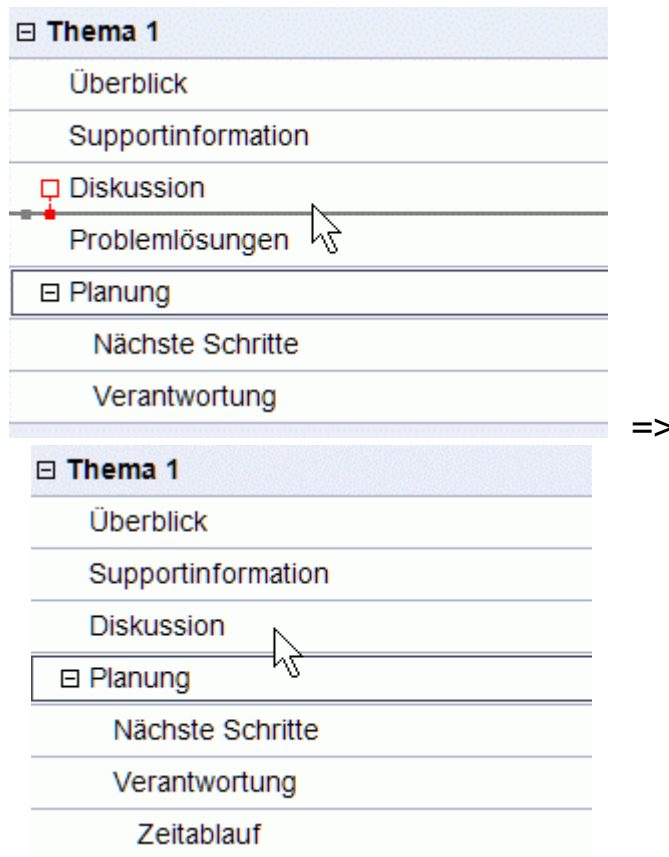 Thema 1
Überblick
Supportinformation
Diskussion
Problemlösungen
Planung
Nächste Schritte
Verantwortung
=>
Thema 1
Überblick
Supportinformation
Diskussion
Planung
Nächste Schritte
Verantwortung
Zeitablauf